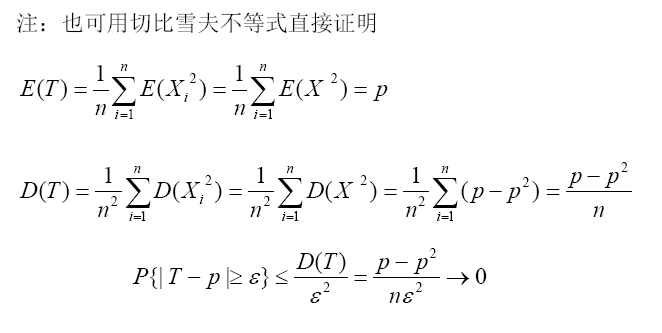 注：也可用切比雪夫不等式直接证明
E(T) = \frac{1}{n}\sum_{i=1}^{n}E(X_i^2) = \frac{1}{n}\sum_{i=1}^{n}E(X^2) = p
D(T) = \frac{1}{n^2}\sum_{i=1}^{n}D(X_i^2) = \frac{1}{n^2}\sum_{i=1}^{n}D(X^2) = \frac{1}{n^2}\sum_{i=1}^{n}(p-p^2) = \frac{p-p^2}{n}
P\{|T-p|\geq\varepsilon\} \leq \frac{D(T)}{\varepsilon^2} = \frac{p-p^2}{n\varepsilon^2} \to 0